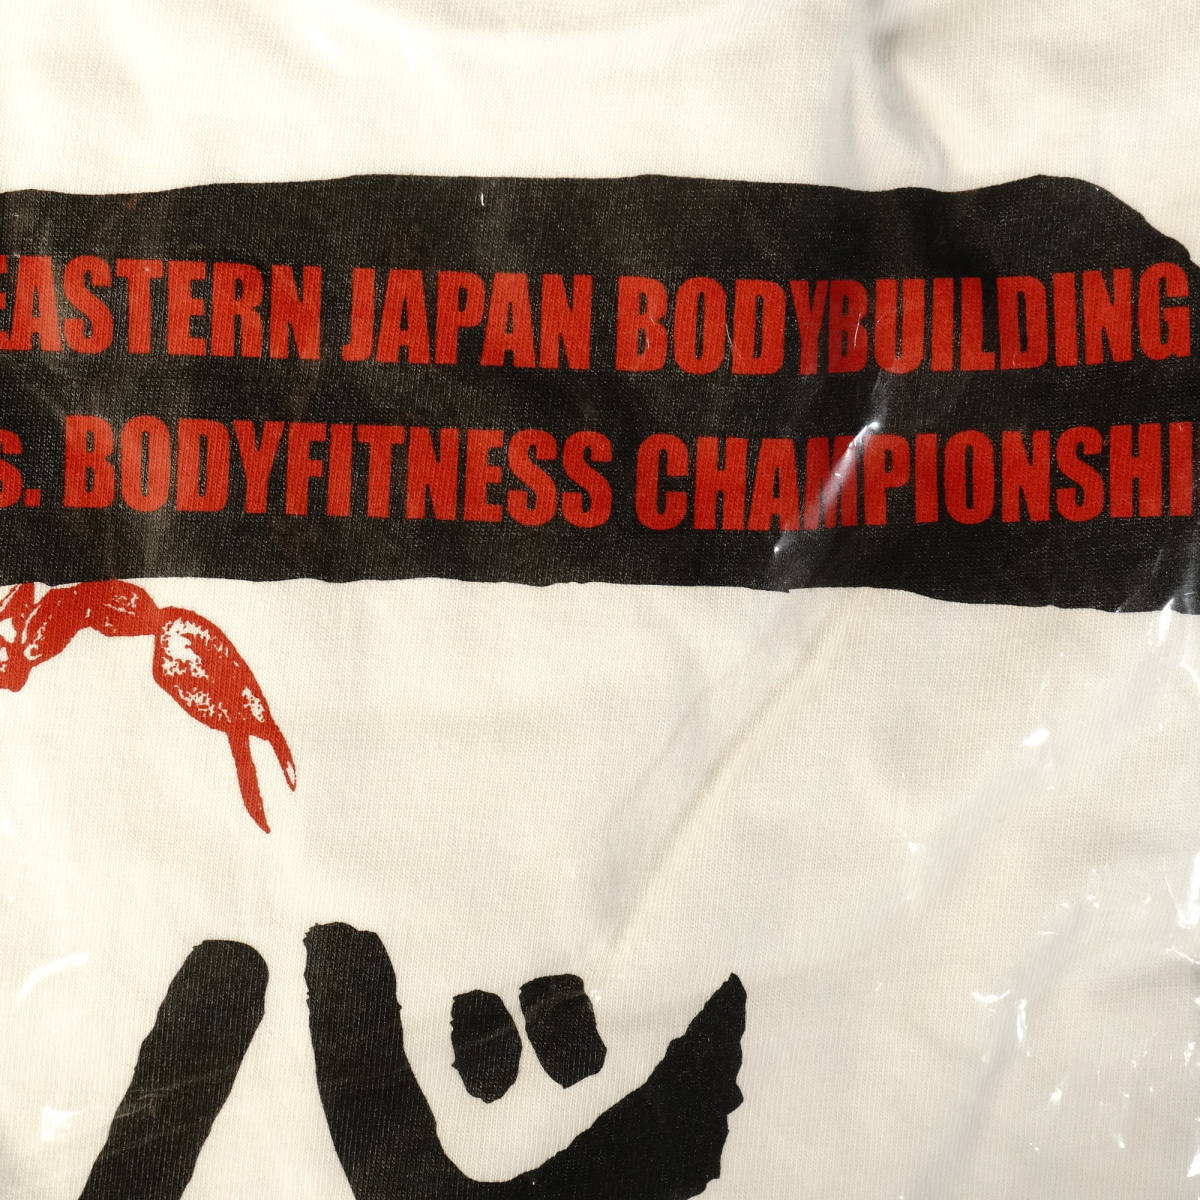 EASTERN JAPAN BODYBUILDING
s. BODYFITNESS CHAMPIONSHI